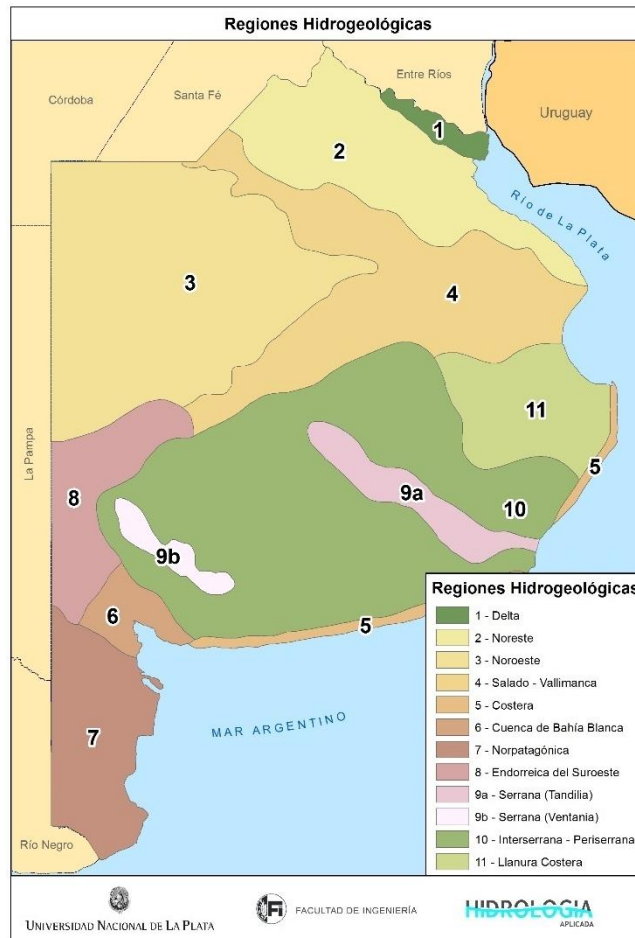 Regiones Hidrogeológicas
Entre Ríos
Santa Fé
Córdoba
Uruguay
1
2
Río de La Plata
3
4
La Pampa
11
5
8
9a
10
9b
6
5
7
MAR ARGENTINO
Río Negro
Regiones Hidrogeológicas
1 - Delta
2 - Noreste
3 - Noroeste
4 - Salado - Vallimanca
5 - Costera
6 - Cuenca de Bahía Blanca
7 - Norpatagónica
8 - Endorreica del Suroeste
9a - Serrana (Tandilia)
9b - Serrana (Ventania)
10 - Interserrana - Periserrana
11 - Llanura Costera
UNIVERSIDAD NACIONAL DE LA PLATA
FI
FACULTAD DE INGENIERÍA
HIDROLOGIA
APLICADA